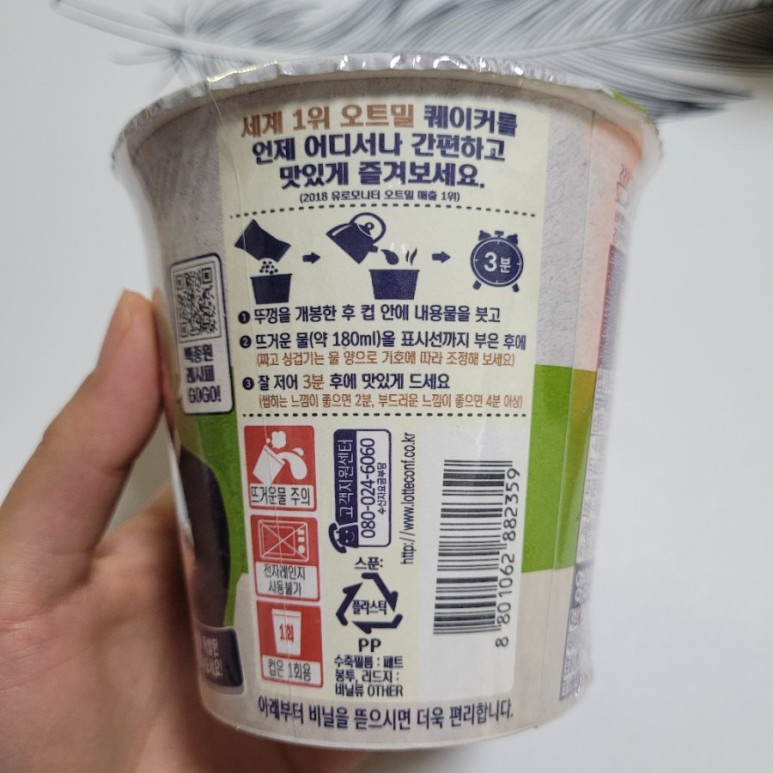 세계 1위 오트밀 퀘이커를
언제 어디서나 간편하고
맛있게 즐겨보세요.
(2018 유로모니터 오트밀 매출 1위)
3분
❶ 뚜껑을 개봉한 후 컵 안에 내용물을 붓고
❷ 뜨거운 물(약 180ml)을 표시선까지 부은 후에
(짜고 싱겁기는 물 양으로 기호에 따라 조정해 보세요)
❸ 잘 저어 3분 후에 맛있게 드세요
(씹히는 느낌이 좋으면 2분, 부드러운 느낌이 좋으면 4분 이상)
백종원
레시피
GOGO!
뜨거운물 주의
전자레인지
사용불가
1회
컵은 1회용
고객지원센터
080-024-6060
수신자요금부담
http://www.lotteconf.co.kr
스푼:
플라스틱
PP
수축필름 : 페트
봉투, 리드지 :
비닐류 OTHER
8 801062 882359
아래부터 비닐을 뜯으시면 더욱 편리합니다.